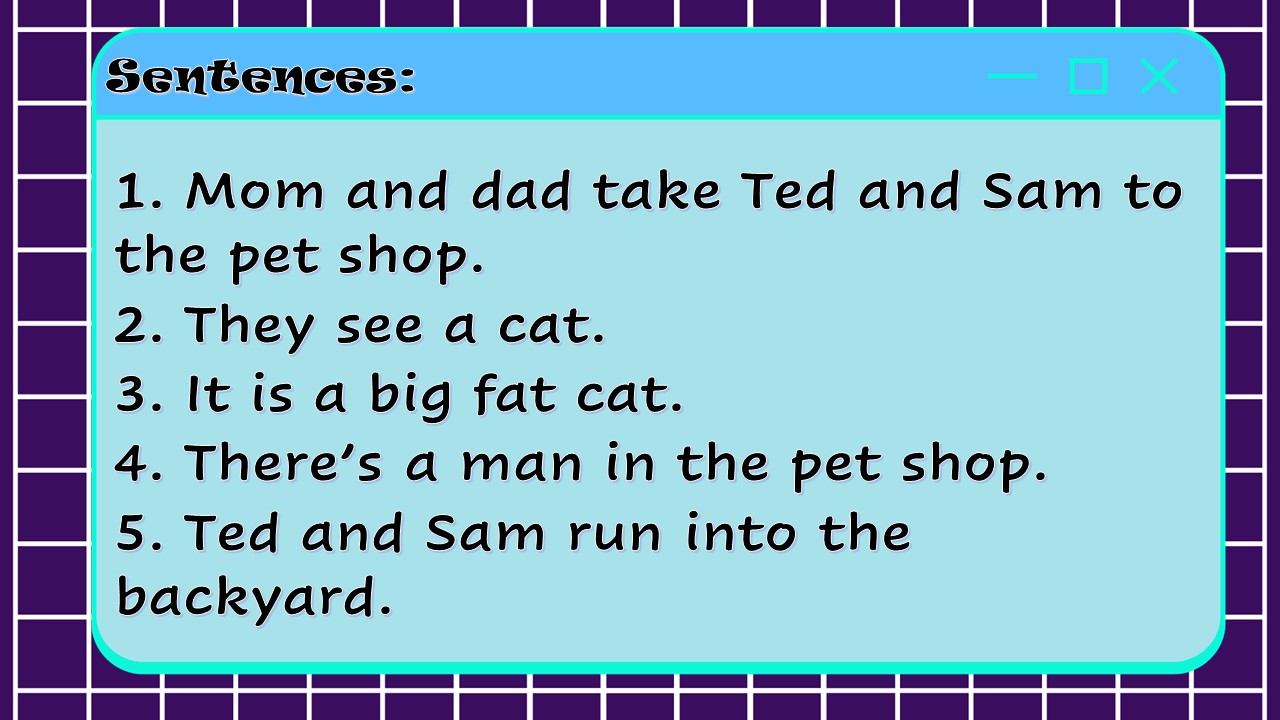 Sentences:
1. Mom and dad take Ted and Sam to
the pet shop.
2. They see a cat.
3. It is a big fat cat.
4. There’s a man in the pet shop.
5. Ted and Sam run into the
backyard.